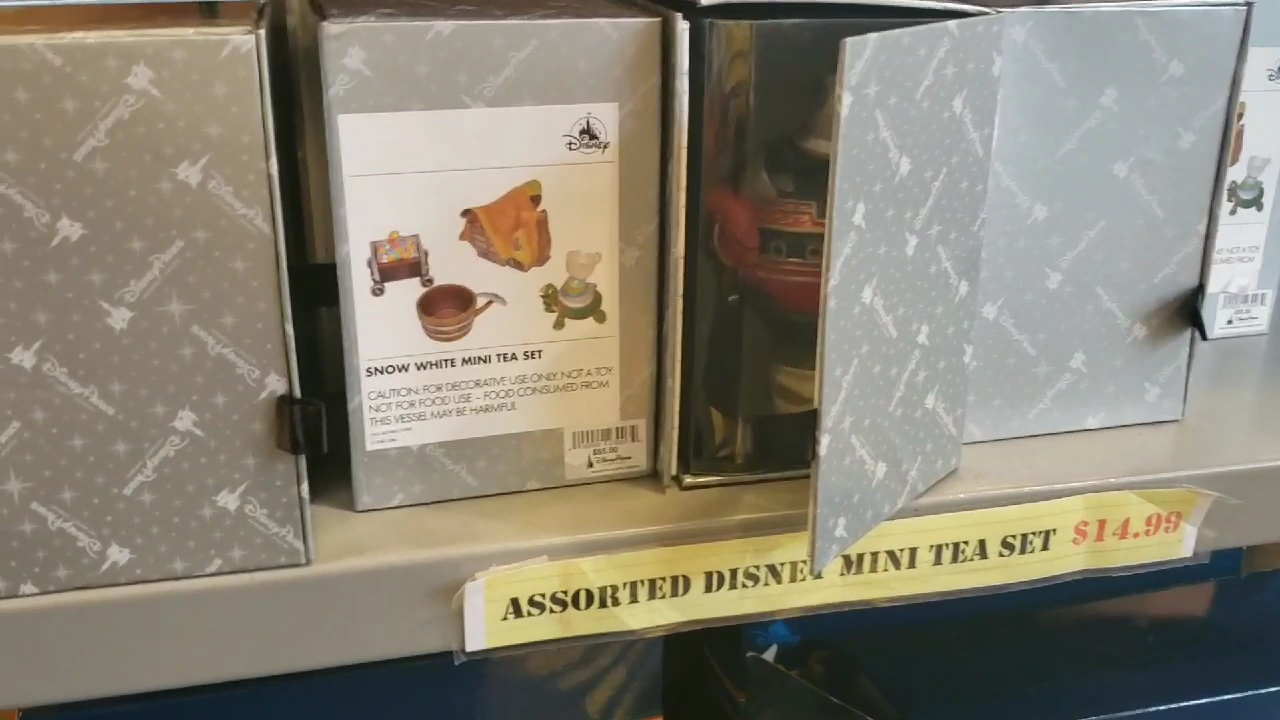 Disney
SNOW WHITE MINI TEA SET
CAUTION: FOR DECORATIVE USE ONLY. NOT A TOY.
NOT FOR FOOD USE - FOOD CONSUMED FROM
THIS VESSEL MAY BE HARMFUL
$55.00
ASSORTED DISNEY MINI TEA SET $14.99